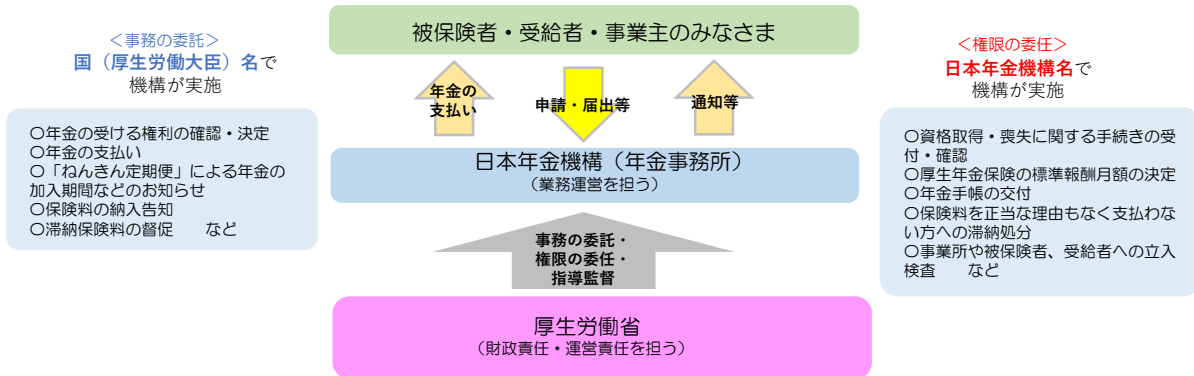 被保険者・受給者・事業主のみなさま
＜事務の委託＞
国（厚生労働大臣）名で
機構が実施
〇年金の受ける権利の確認・決定
〇年金の支払い
〇「ねんきん定期便」による年金の
加入期間などのお知らせ
〇保険料の納入告知
〇滞納保険料の督促　　など
年金の
支払い
申請・届出等
通知等
日本年金機構（年金事務所）
（業務運営を担う）
事務の委託・
権限の委任・
指導監督
厚生労働省
（財政責任・運営責任を担う）
＜権限の委任＞
日本年金機構名で
機構が実施
〇資格取得・喪失に関する手続きの受
付・確認
〇厚生年金保険の標準報酬月額の決定
〇年金手帳の交付
〇保険料を正当な理由もなく支払わな
い方への滞納処分
〇事業所や被保険者、受給者への立入
検査　　など